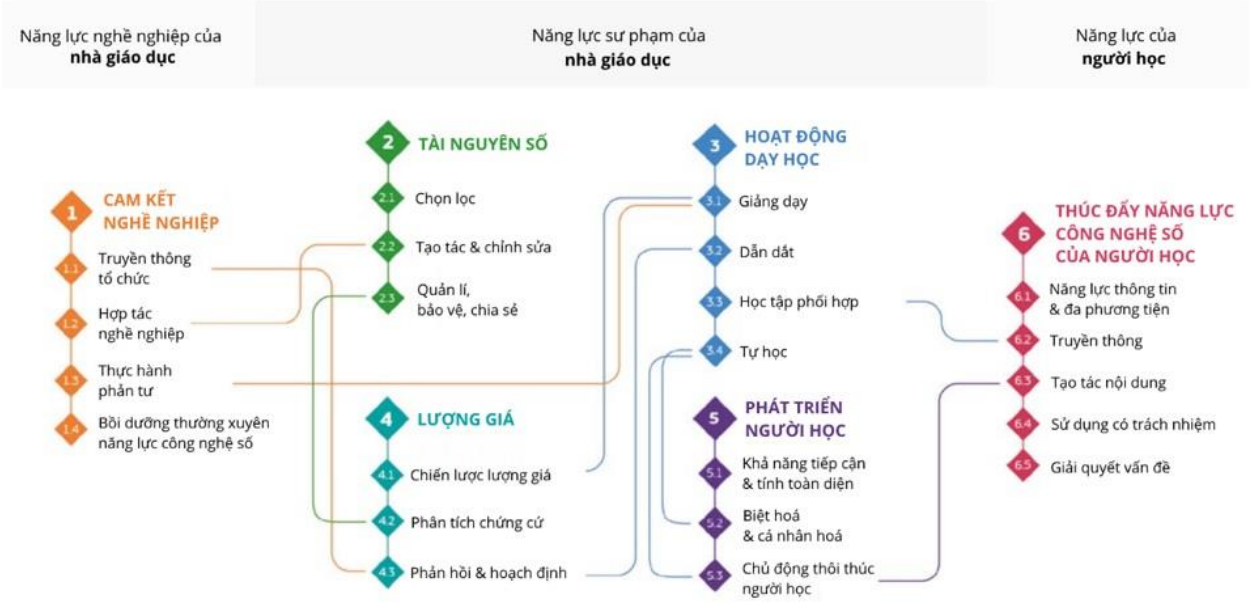 Năng lực nghề nghiệp của
nhà giáo dục
Năng lực sư phạm của
nhà giáo dục
Năng lực của
người học
1
CAM KẾT
NGHỀ NGHIỆP
1.1
Truyền thông
tổ chức
1.2
Hợp tác
nghề nghiệp
1.3
Thực hành
phản tư
1.4
Bồi dưỡng thường xuyên
năng lực công nghệ số
2
TÀI NGUYÊN SỐ
2.1
Chọn lọc
2.2
Tạo tác & chỉnh sửa
2.3
Quản lí,
bảo vệ, chia sẻ
4
LƯỢNG GIÁ
4.1
Chiến lược lượng giá
4.2
Phân tích chứng cứ
4.3
Phản hồi & hoạch định
3
HOẠT ĐỘNG
DẠY HỌC
3.1
Giảng dạy
3.2
Dẫn dắt
3.3
Học tập phối hợp
3.4
Tự học
5
PHÁT TRIỂN
NGƯỜI HỌC
5.1
Khả năng tiếp cận
& tính toàn diện
5.2
Biệt hoá
& cá nhân hoá
5.3
Chủ động thôi thúc
người học
6
THÚC ĐẨY NĂNG LỰC
CÔNG NGHỆ SỐ
CỦA NGƯỜI HỌC
6.1
Năng lực thông tin
& đa phương tiện
6.2
Truyền thông
6.3
Tạo tác nội dung
6.4
Sử dụng có trách nhiệm
6.5
Giải quyết vấn đề